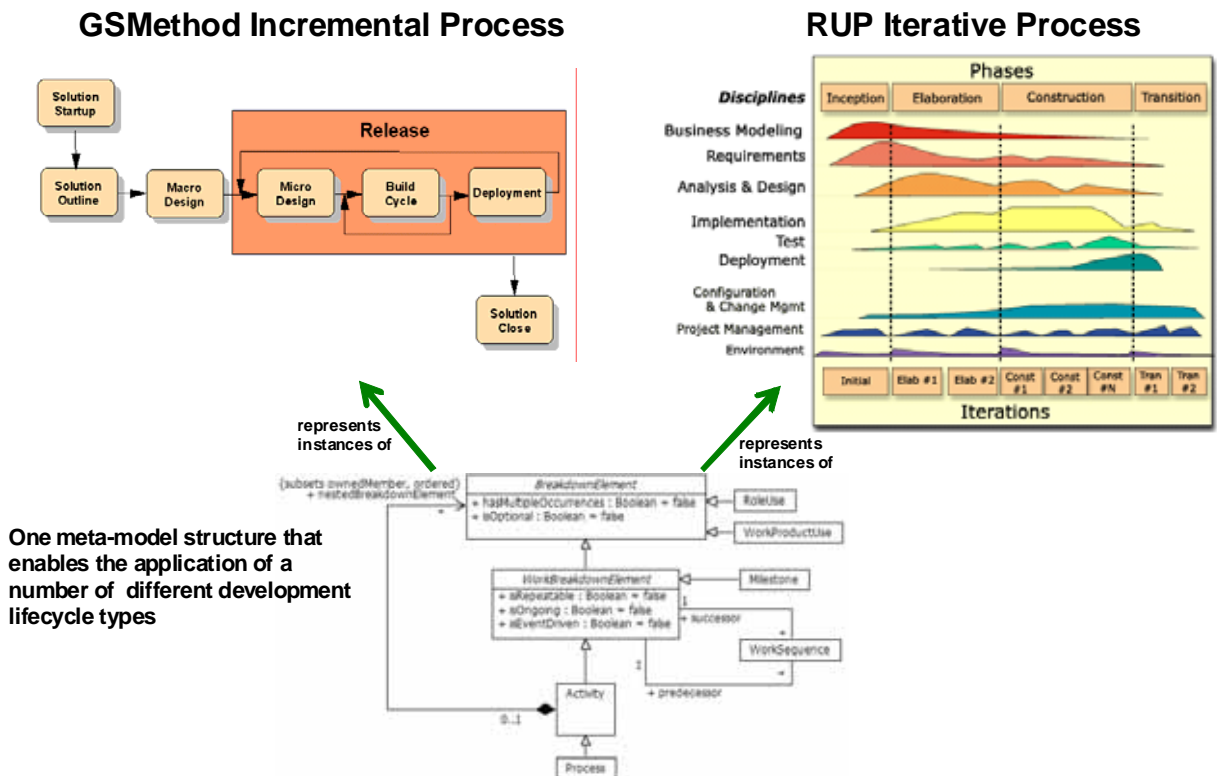 GSMethod Incremental Process
RUP Iterative Process
Solution
Startup
Solution
Outline
Macro
Design
Release
Micro
Design
Build
Cycle
Deployment
Solution
Close
Phases
Disciplines
Inception
Elaboration
Construction
Transition
Business Modeling
Requirements
Analysis & Design
Implementation
Test
Deployment
Configuration
& Change Mgmt
Project Management
Environment
Initial
Elab #1
Elab #2
Const
#1
Const
#2
Const
#N
Tran
#1
Tran
#2
Iterations
represents
instances of
represents
instances of
One meta-model structure that
enables the application of a
number of different development
lifecycle types
{subsets ownedMember, ordered}
+ nestedBreakdownElement
*
BreakdownElement
+ hasMultipleOccurrences : Boolean = false
+ isOptional : Boolean = false
RoleUse
WorkProductUse
WorkBreakdownElement
+ isRepeatable : Boolean = false
+ isOngoing : Boolean = false
+ isEventDriven : Boolean = false
Milestone
1
+ successor
*
WorkSequence
*
1
+ predecessor
Activity
0..1
Process